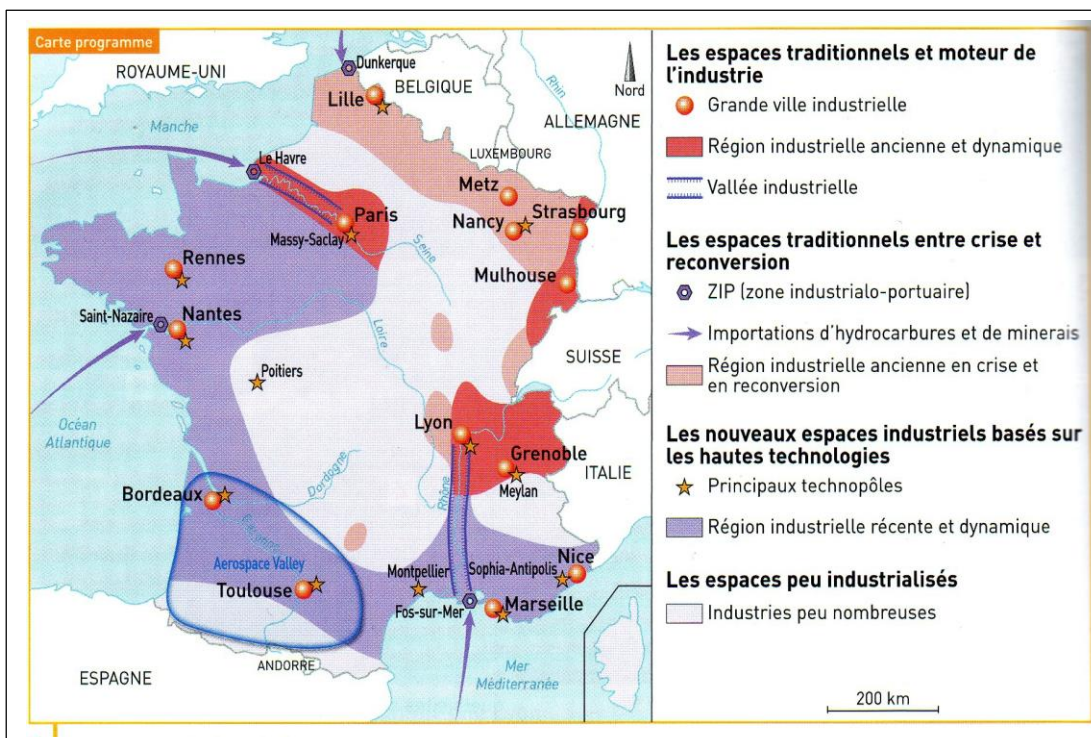 Carte programme
ROYAUME-UNI
Dunkerque
Lille
BELGIQUE
Nord
Rhin
ALLEMAGNE
Manche
LUXEMBOURG
Le Havre
Metz
Paris
Nancy
Strasbourg
Massy-Saclay
Seine
Rennes
Mulhouse
Saint-Nazaire
Nantes
Loire
SUISSE
Poitiers
Océan
Atlantique
Lyon
Grenoble
ITALIE
Meylan
Dordogne
Rhône
Bordeaux
Garonne
Aerospace Valley
Montpellier
Sophia-Antipolis
Nice
Toulouse
Fos-sur-Mer
Marseille
ANDORRE
ESPAGNE
Mer
Méditerranée
Les espaces traditionnels et moteur de
l'industrie
Grande ville industrielle
Région industrielle ancienne et dynamique
Vallée industrielle
Les espaces traditionnels entre crise et
reconversion
ZIP (zone industrialo-portuaire)
Importations d'hydrocarbures et de minerais
Région industrielle ancienne en crise et
en reconversion
Les nouveaux espaces industriels basés sur
les hautes technologies
Principaux technopôles
Région industrielle récente et dynamique
Les espaces peu industrialisés
Industries peu nombreuses
200 km